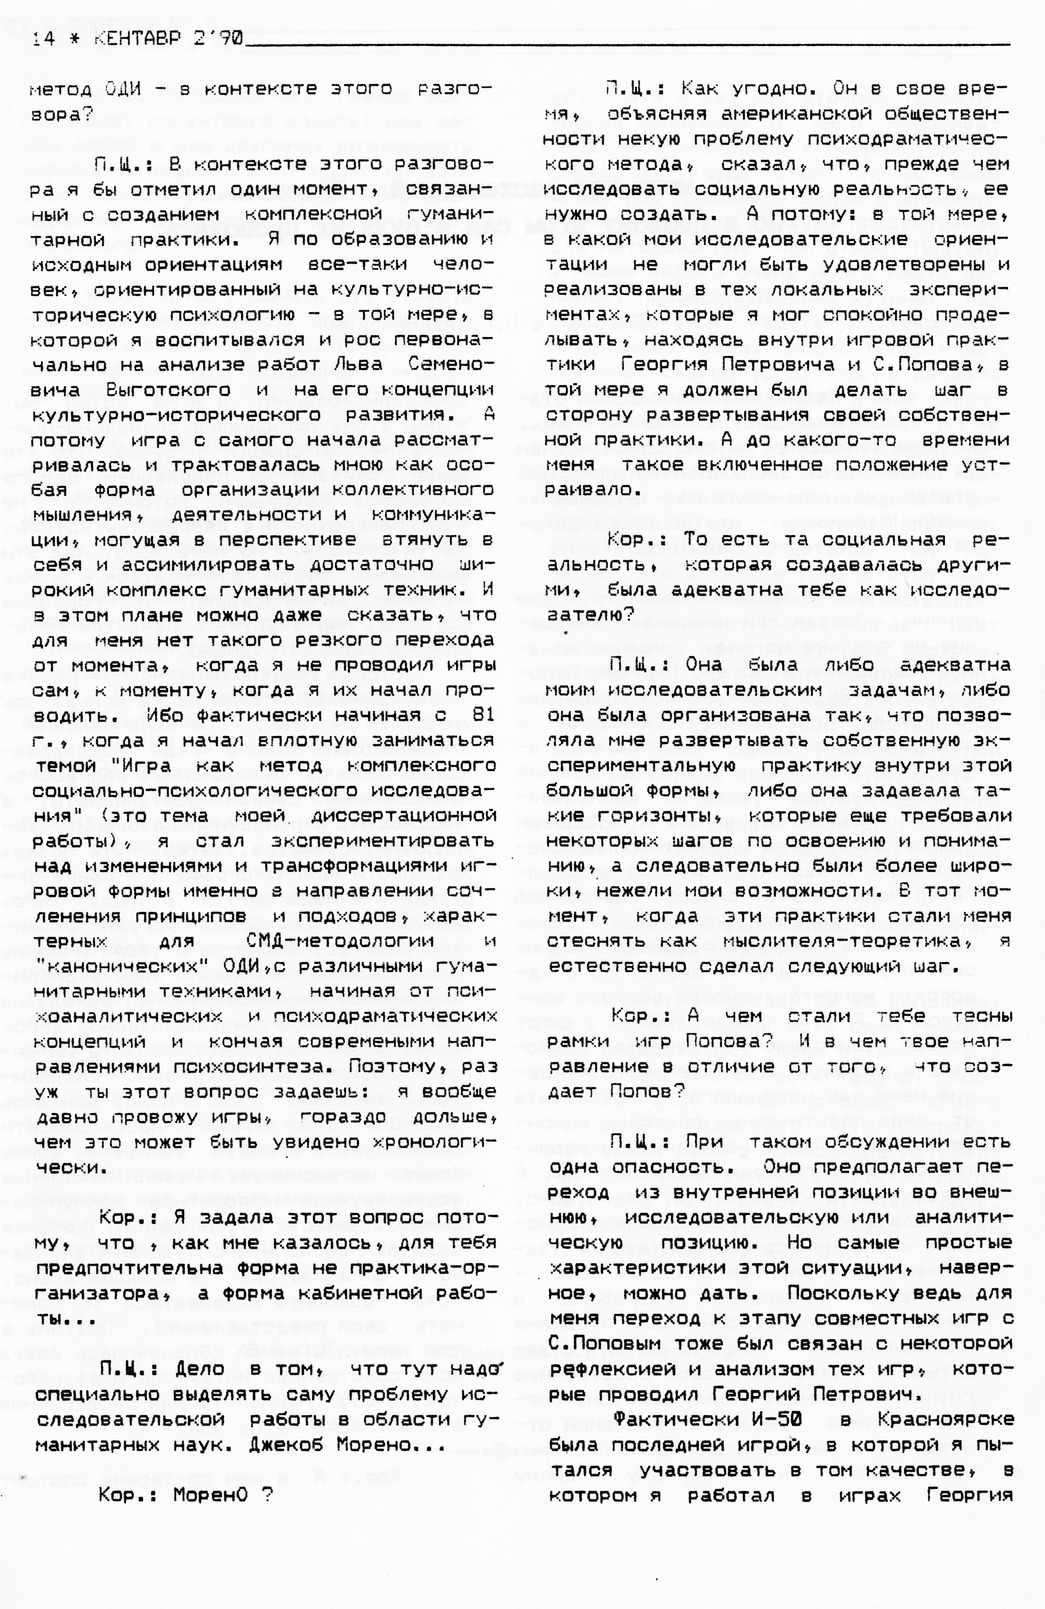 14 * КЕНТАВР 2'90
метод ОДИ - в контексте этого разго-
вора?
П.Щ.: В контексте этого разгово-
ра я бы отметил один момент, связан-
ный с созданием комплексной гумани-
тарной практики. Я по образованию и
исходным ориентациям все-таки чело-
век, ориентированный на культурно-ис-
торическую психологию - в той мере, в
которой я воспитывался и рос первона-
чально на анализе работ Льва Семено-
вича Выготского и на его концепции
культурно-исторического развития. А
потому игра с самого начала рассмат-
ривалась и трактовалась мною как осо-
бая форма организации коллективного
мышления, деятельности и коммуника-
ции, могущая в перспективе втянуть в
себя и ассимилировать достаточно ши-
рокий комплекс гуманитарных техник. И
в этом плане можно даже сказать, что
для меня нет такого резкого перехода
от момента, когда я не проводил игры
сам, к моменту, когда я их начал про-
водить. Ибо фактически начиная с 81
г., когда я начал вплотную заниматься
темой "Игра как метод комплексного
социально-психологического исследова-
ния" (это тема моей диссертационной
работы), я стал экспериментировать
над изменениями и трансформациями иг-
ровой формы именно в направлении соч-
ленения принципов и подходов, харак-
терных для СМД-методологии и
"канонических" ОДИ,с различными гума-
нитарными техниками, начиная от пси-
хоаналитических и психодраматических
концепций и кончая современыми нап-
равлениями психосинтеза. Поэтому, раз
уж ты этот вопрос задаешь: я вообще
давно провожу игры, гораздо дольше,
чем это может быть увидено хронологи-
чески.
Кор.: Я задала этот вопрос пото-
му, что , как мне казалось, для тебя
предпочтительна форма не практика-ор-
ганизатора, а форма кабинетной рабо-
ты...
П.Щ.: Дело в том, что тут надо
специально выделять саму проблему ис-
следовательской работы в области гу-
манитарных наук. Джекоб Морено...
Кор.: МоренО ?
П.Щ.: Как угодно. Он в свое вре-
мя, объясняя американской обществен-
ности некую проблему психодраматичес-
кого метода, сказал, что, прежде чем
исследовать социальную реальность, ее
нужно создать. А потому: в той мере,
в какой мои исследовательские ориен-
тации не могли быть удовлетворены и
реализованы в тех локальных экспери-
ментах, которые я мог спокойно проде-
лывать, находясь внутри игровой прак-
тики Георгия Петровича и С.Попова, в
той мере я должен был делать шаг в
сторону развертывания своей собствен-
ной практики. А до какого-то времени
меня такое включенное положение уст-
раивало.
Кор.: То есть та социальная ре-
альность, которая создавалась други-
ми, была адекватна тебе как исследо-
вателю?
П.Щ.: Она была либо адекватна
моим исследовательским задачам, либо
она была организована так, что позво-
ляла мне развертывать собственную эк-
спериментальную практику внутри этой
большой формы, либо она задавала та-
кие горизонты, которые еще требовали
некоторых шагов по освоению и понима-
нию, а следовательно были более широ-
ки, нежели мои возможности. В тот мо-
мент, когда эти практики стали меня
стеснять как мыслителя-теоретика, я
естественно сделал следующий шаг.
Кор.: А чем стали тебе тесны
рамки игр Попова? И в чем твое нап-
равление в отличие от того, что соз-
дает Попов?
П.Щ.: При таком обсуждении есть
одна опасность. Оно предполагает пе-
реход из внутренней позиции во внеш-
нюю, исследовательскую или аналити-
ческую позицию. Но самые простые
характеристики этой ситуации, навер-
ное, можно дать. Поскольку ведь для
меня переход к этапу совместных игр с
С.Поповым тоже был связан с некоторой
рефлексией и анализом тех игр, кото-
рые проводил Георгий Петрович.
Фактически И-50 в Красноярске
была последней игрой, в которой я пы-
тался участвовать в том качестве, в
котором я работал в играх Георгия